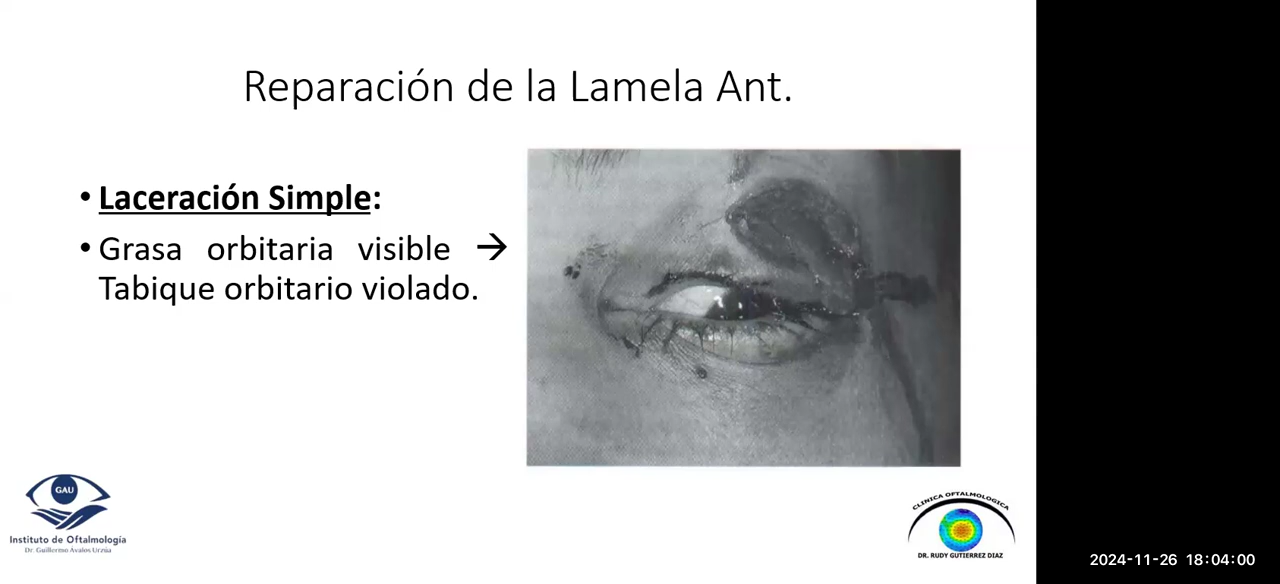 Reparación de la Lamela Ant.
• Laceración Simple:
• Grasa orbitaria visible →
Tabique orbitario violado.
GAU
Instituto de Oftalmología
Dr. Guillermo Avalos Urzúa
CLINICA OFTALMOLOGICA
DR. RUDY GUTIERREZ DIAZ
2024-11-26 18:04:00